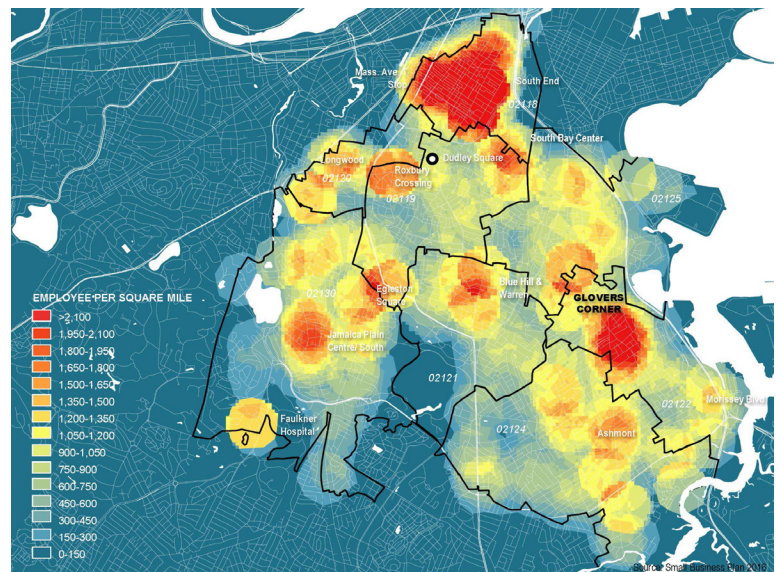 Mass. Ave. T
Stop
South End
02118
South Bay Center
Longwood
02120
Dudley Square
Roxbury
Crossing
02119
02125
EMPLOYEE PER SQUARE MILE
>2,100
1,950-2,100
1,800-1,950
1,650-1,800
1,500-1,650
1,350-1,500
1,200-1,350
1,050-1,200
900-1,050
750-900
600-750
450-600
300-450
150-300
0-150
02130
Egleston
Square
Blue Hill &
Warren
GLOVERS
CORNER
Jamaica Plain
Centre/ South
02121
02122
Morissey Blvd
Faulkner
Hospital
02124
Ashmont
Source: Small Business Plan 2016